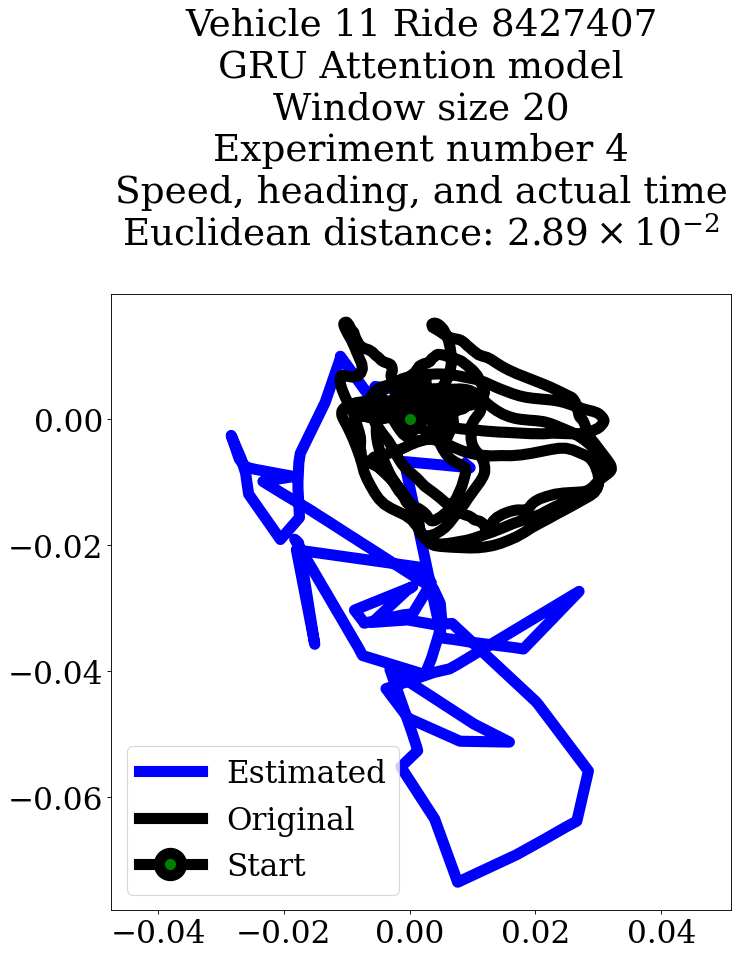 Vehicle 11 Ride 8427407
GRU Attention model
Window size 20
Experiment number 4
Speed, heading, and actual time
Euclidean distance: 2.89 × 10⁻²
0.00
−0.02
−0.04
−0.06
Estimated
Original
Start
−0.04 −0.02 0.00 0.02 0.04